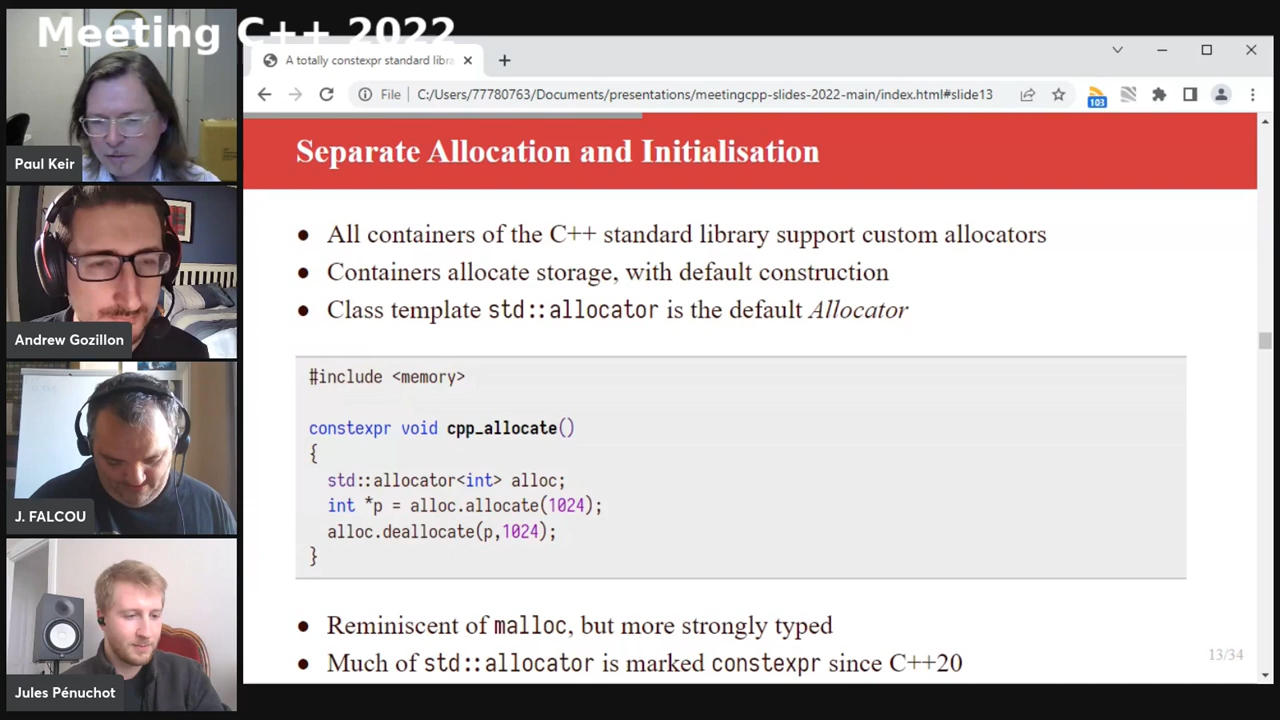 Meeting C++ 2022
Paul Keir
Andrew Gozillon
J. FALCOU
Jules Pénuchot
A totally constexpr standard libra
File
C:/Users/77780763/Documents/presentations/meetingcpp-slides-2022-main/index.html#slide13
103
Separate Allocation and Initialisation
● All containers of the C++ standard library support custom allocators
● Containers allocate storage, with default construction
● Class template std::allocator is the default Allocator
#include <memory>
constexpr void cpp_allocate()
{
std::allocator<int> alloc;
int *p = alloc.allocate(1024);
alloc.deallocate(p,1024);
}
● Reminiscent of malloc, but more strongly typed
● Much of std::allocator is marked constexpr since C++20
13/34